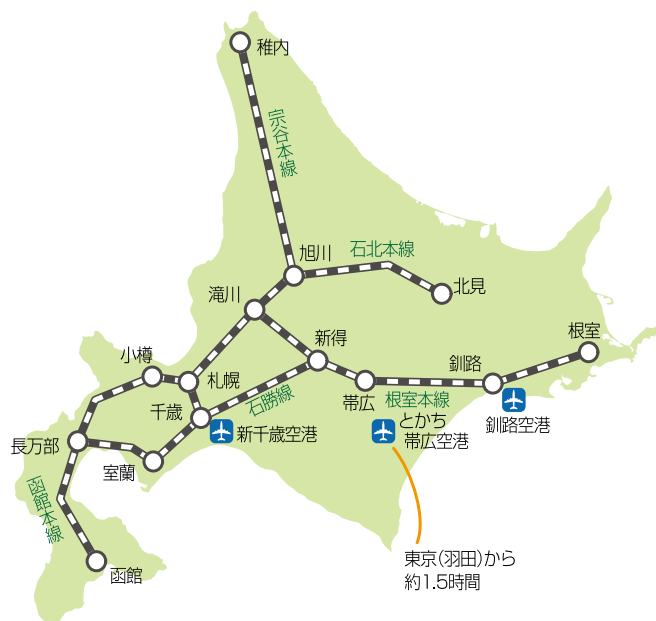 稚内
宗谷本線
旭川
石北本線
北見
滝川
新得
根室
小樽
札幌
釧路
千歳
石勝線
帯広
根室本線
とかち
帯広空港
釧路空港
新千歳空港
長万部
室蘭
函館本線
函館
東京(羽田)から
約1.5時間